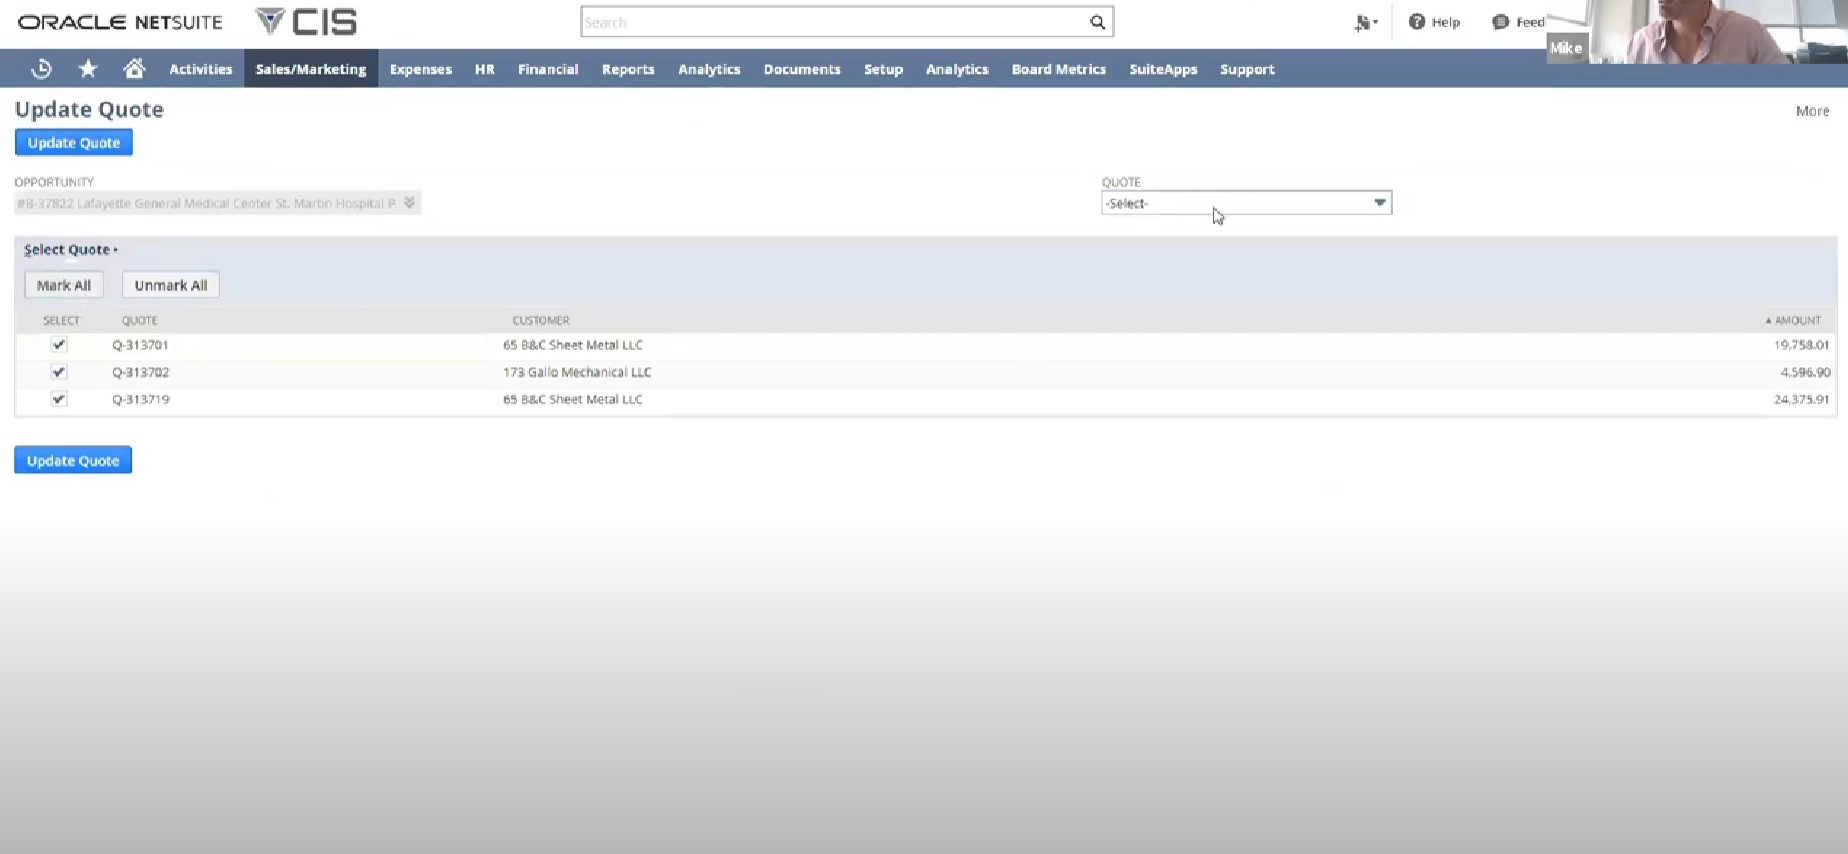 ORACLE NETSUITE CIS Search Help Feed
Mike
Activities Sales/Marketing Expenses HR Financial Reports Analytics Documents Setup Analytics Board Metrics SuiteApps Support
Update Quote More
Update Quote
OPPORTUNITY QUOTE
#B-37822 Lafayette General Medical Center St. Martin Hospital P -Select-
Select Quote •
Mark All Unmark All
SELECT QUOTE CUSTOMER ▲ AMOUNT
Q-313701 65 B&C Sheet Metal LLC 19,758.01
Q-313702 173 Gallo Mechanical LLC 4,596.90
Q-313719 65 B&C Sheet Metal LLC 24,375.91
Update Quote